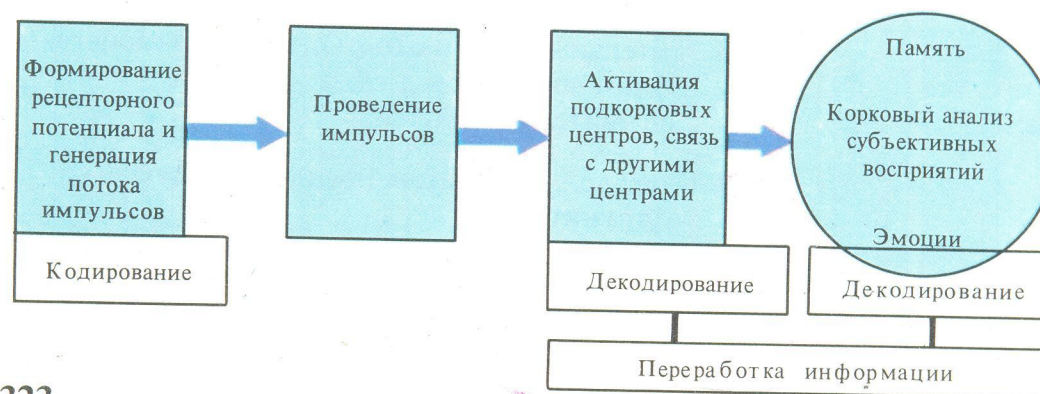 Формирование
рецепторного
потенциала и
генерация
потока
импульсов
Кодирование
Проведение
импульсов
Активация
подкорковых
центров, связь
с другими
центрами
Декодирование
Память
Корковый анализ
субъективных
восприятий
Эмоции
Декодирование
Переработка информации